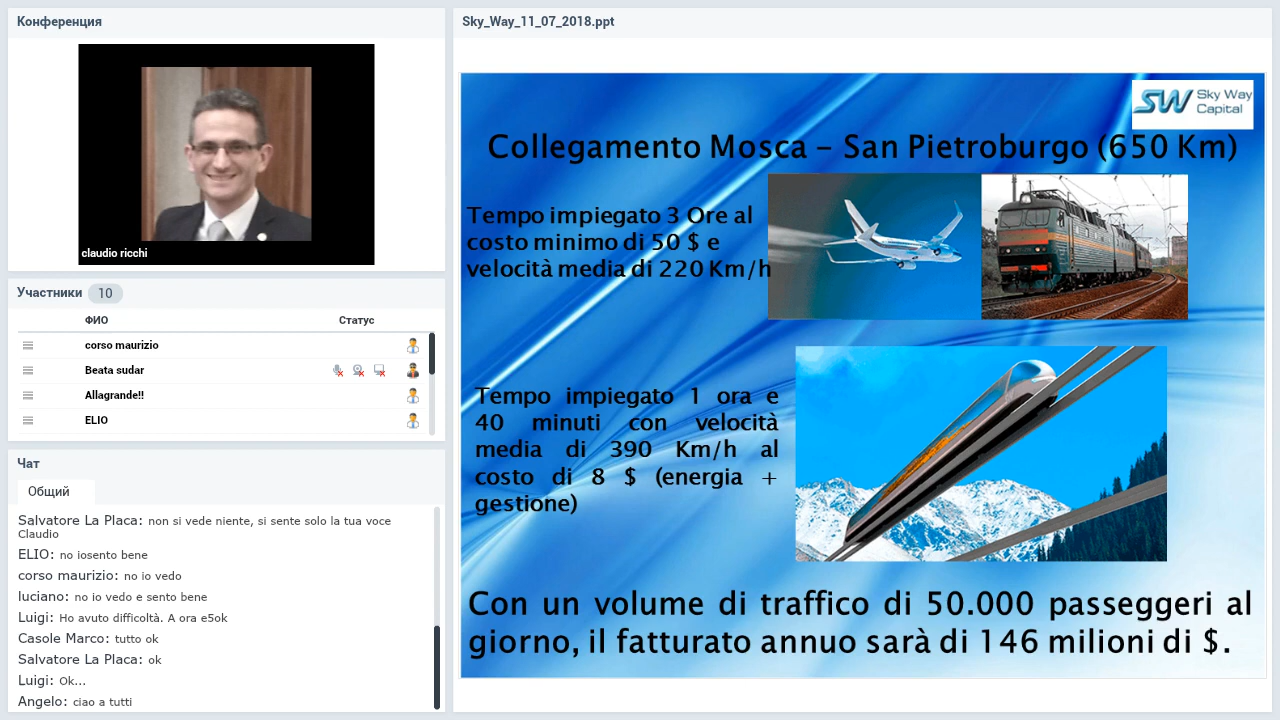 Конференция
claudio ricchi
Участники 10
ФИО Статус
corso maurizio
Beata sudar
Allagrande!!
ELIO
Чат
Общий
Salvatore La Placa: non si vede niente, si sente solo la tua voce
Claudio
ELIO: no iosento bene
corso maurizio: no io vedo
luciano: no io vedo e sento bene
Luigi: Ho avuto difficoltà. A ora e5ok
Casole Marco: tutto ok
Salvatore La Placa: ok
Luigi: Ok...
Angelo: ciao a tutti
Sky_Way_11_07_2018.ppt
SW Sky Way
Capital
Collegamento Mosca – San Pietroburgo (650 Km)
Tempo impiegato 3 Ore al
costo minimo di 50 $ e
velocità media di 220 Km/h
Tempo impiegato 1 ora e
40 minuti con velocità
media di 390 Km/h al
costo di 8 $ (energia +
gestione)
Con un volume di traffico di 50.000 passeggeri al
giorno, il fatturato annuo sarà di 146 milioni di $.